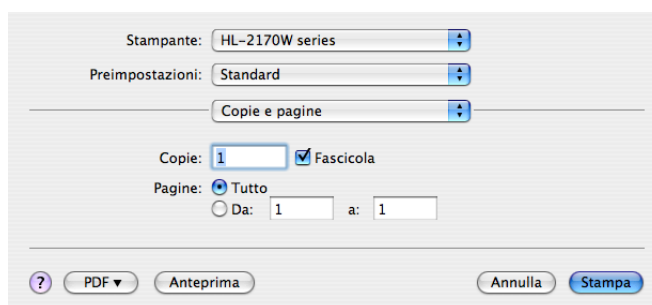 Stampante: HL-2170W series
Preimpostazioni: Standard
Copie e pagine
Copie: 1 Fascicola
Pagine: Tutto
Da: 1 a: 1
? PDF▼ Anteprima Annulla Stampa